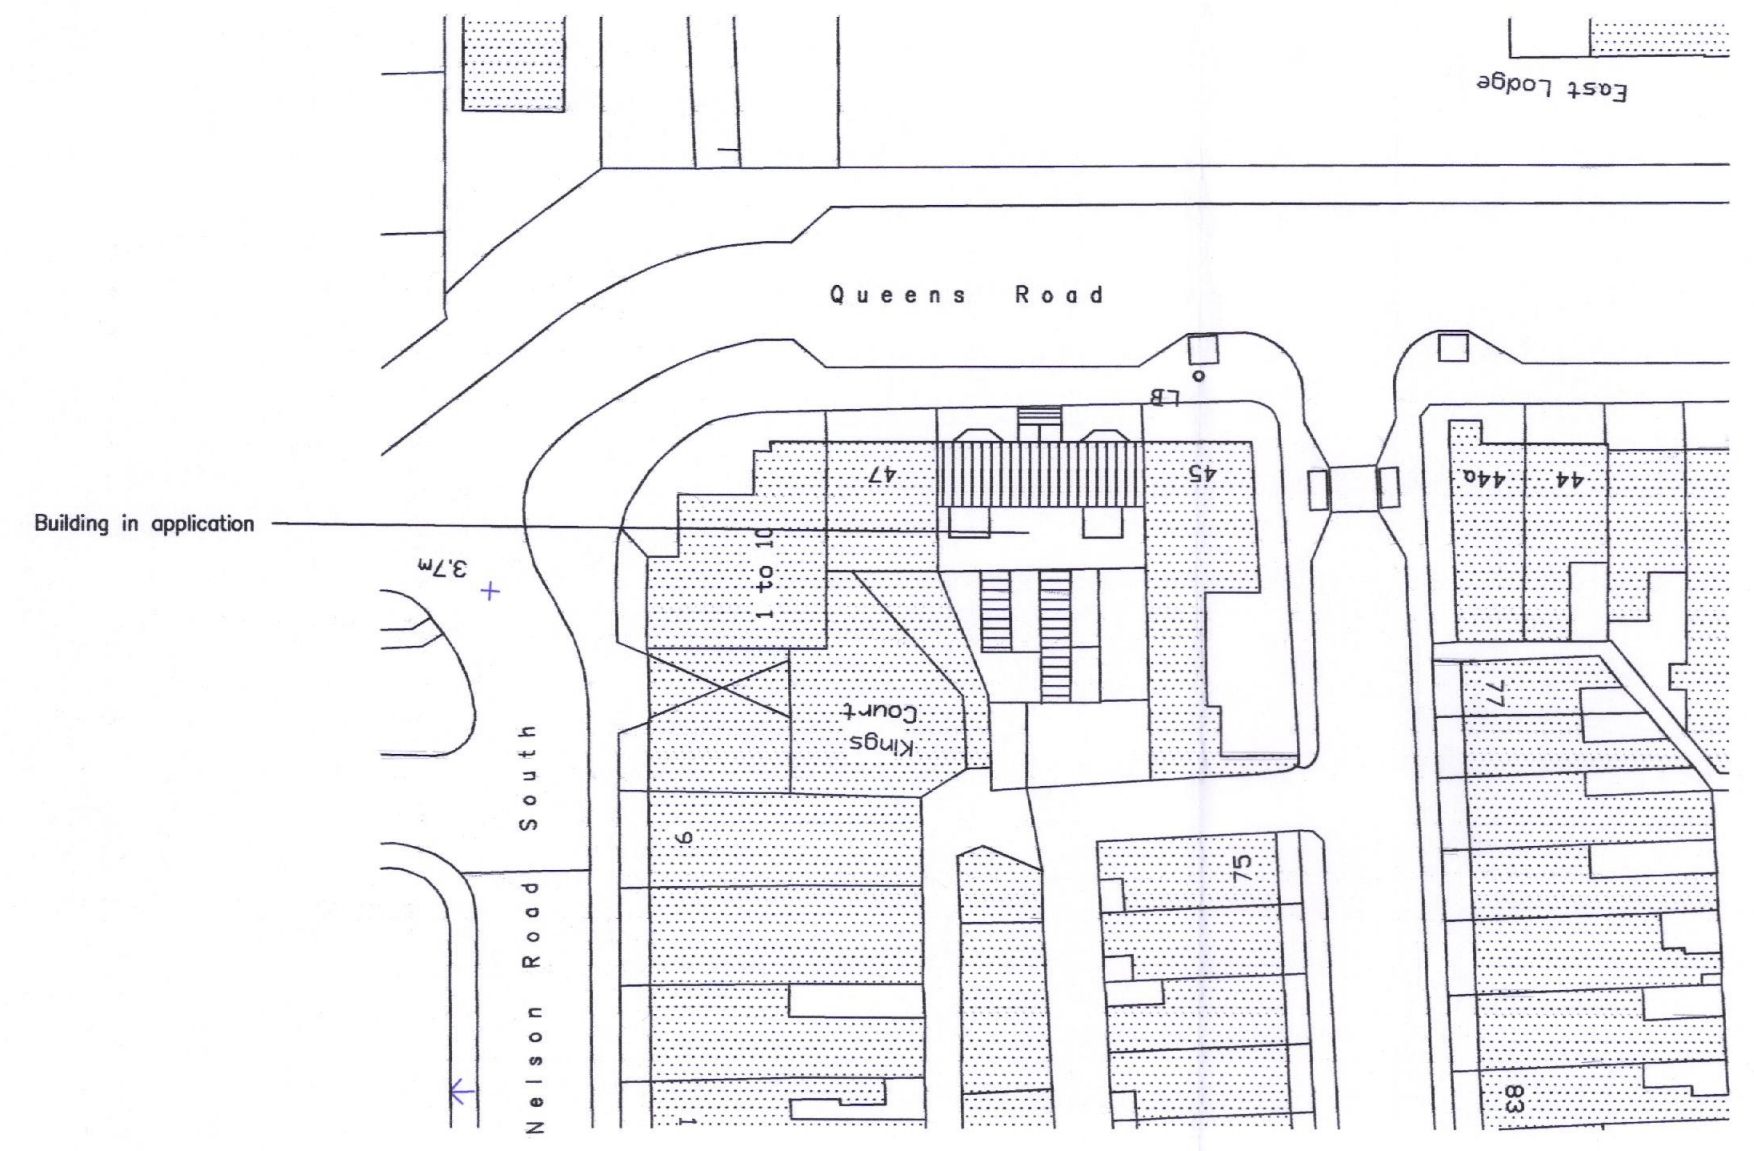 East Lodge
Queens Road
LB
47
45
44a
44
Building in application
1 to 10
3.7m
77
Kings
Court
Nelson Road South
9
75
83
1